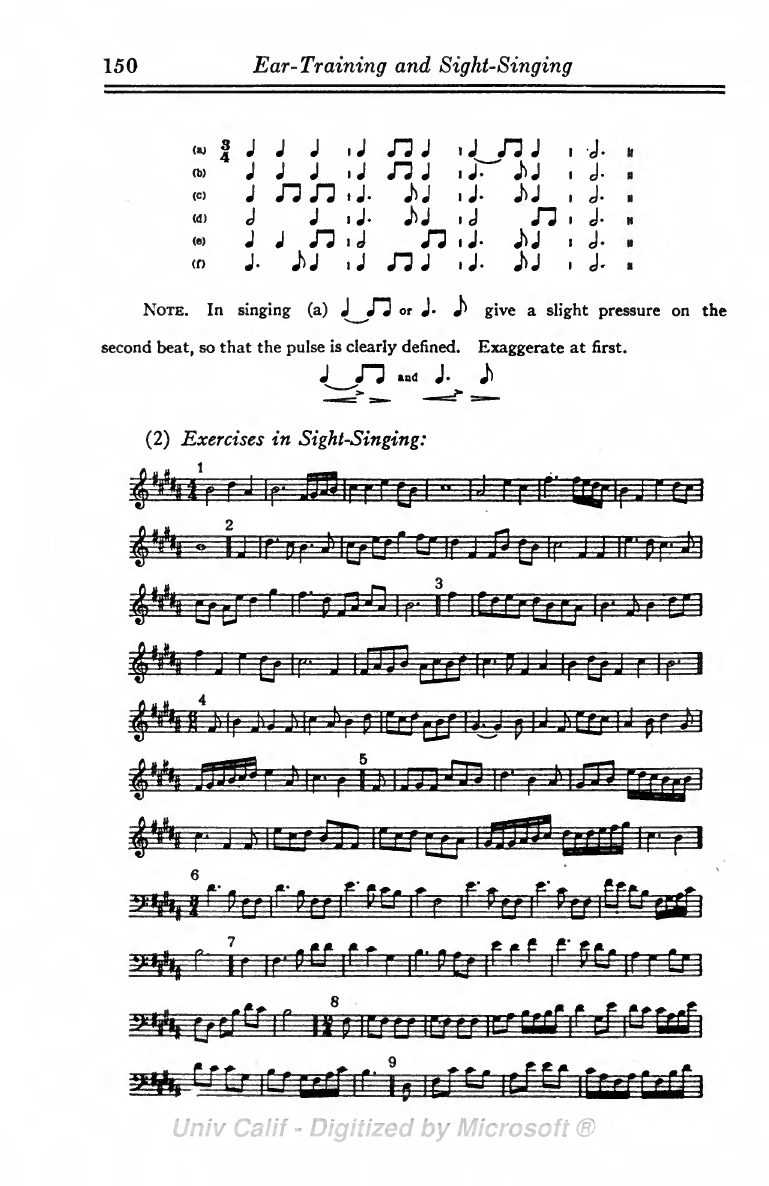 150 Ear-Training and Sight-Singing
(a) 3 4
(b)
(c)
(d)
(e)
(f)
NOTE. In singing (a) or give a slight pressure on the
second beat, so that the pulse is clearly defined. Exaggerate at first.
and
(2) Exercises in Sight-Singing:
1
2
3
4
5
6
7
8
9
Univ Calif - Digitized by Microsoft ®